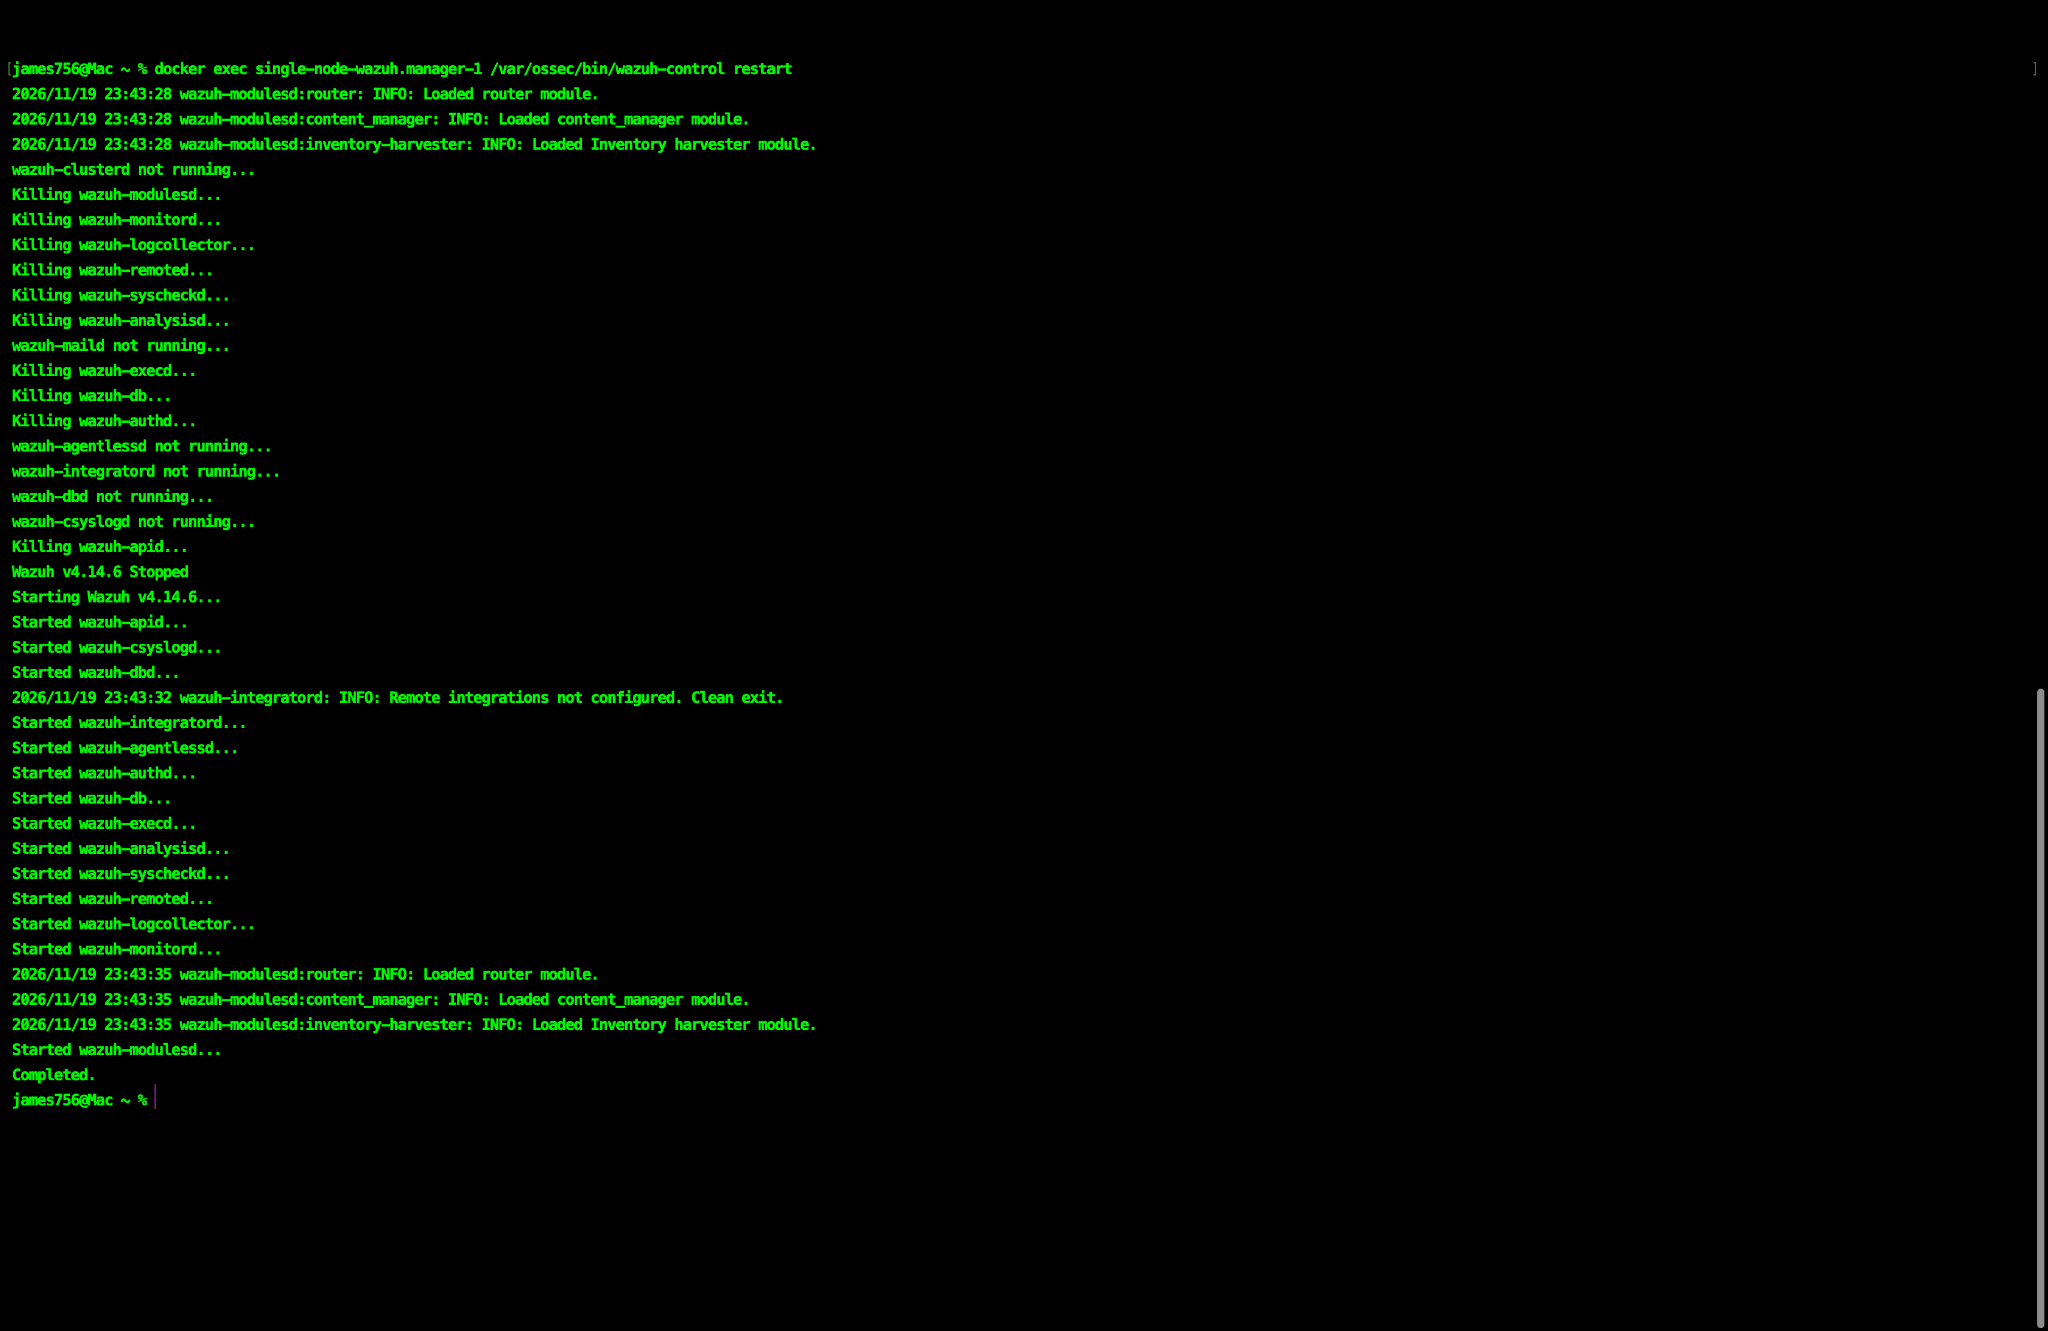 [james756@Mac ~ % docker exec single-node-wazuh.manager-1 /var/ossec/bin/wazuh-control restart ]
2026/11/19 23:43:28 wazuh-modulesd:router: INFO: Loaded router module.
2026/11/19 23:43:28 wazuh-modulesd:content_manager: INFO: Loaded content_manager module.
2026/11/19 23:43:28 wazuh-modulesd:inventory-harvester: INFO: Loaded Inventory harvester module.
wazuh-clusterd not running...
Killing wazuh-modulesd...
Killing wazuh-monitord...
Killing wazuh-logcollector...
Killing wazuh-remoted...
Killing wazuh-syscheckd...
Killing wazuh-analysisd...
wazuh-maild not running...
Killing wazuh-execd...
Killing wazuh-db...
Killing wazuh-authd...
wazuh-agentlessd not running...
wazuh-integratord not running...
wazuh-dbd not running...
wazuh-csyslogd not running...
Killing wazuh-apid...
Wazuh v4.14.6 Stopped
Starting Wazuh v4.14.6...
Started wazuh-apid...
Started wazuh-csyslogd...
Started wazuh-dbd...
2026/11/19 23:43:32 wazuh-integratord: INFO: Remote integrations not configured. Clean exit.
Started wazuh-integratord...
Started wazuh-agentlessd...
Started wazuh-authd...
Started wazuh-db...
Started wazuh-execd...
Started wazuh-analysisd...
Started wazuh-syscheckd...
Started wazuh-remoted...
Started wazuh-logcollector...
Started wazuh-monitord...
2026/11/19 23:43:35 wazuh-modulesd:router: INFO: Loaded router module.
2026/11/19 23:43:35 wazuh-modulesd:content_manager: INFO: Loaded content_manager module.
2026/11/19 23:43:35 wazuh-modulesd:inventory-harvester: INFO: Loaded Inventory harvester module.
Started wazuh-modulesd...
Completed.
james756@Mac ~ %